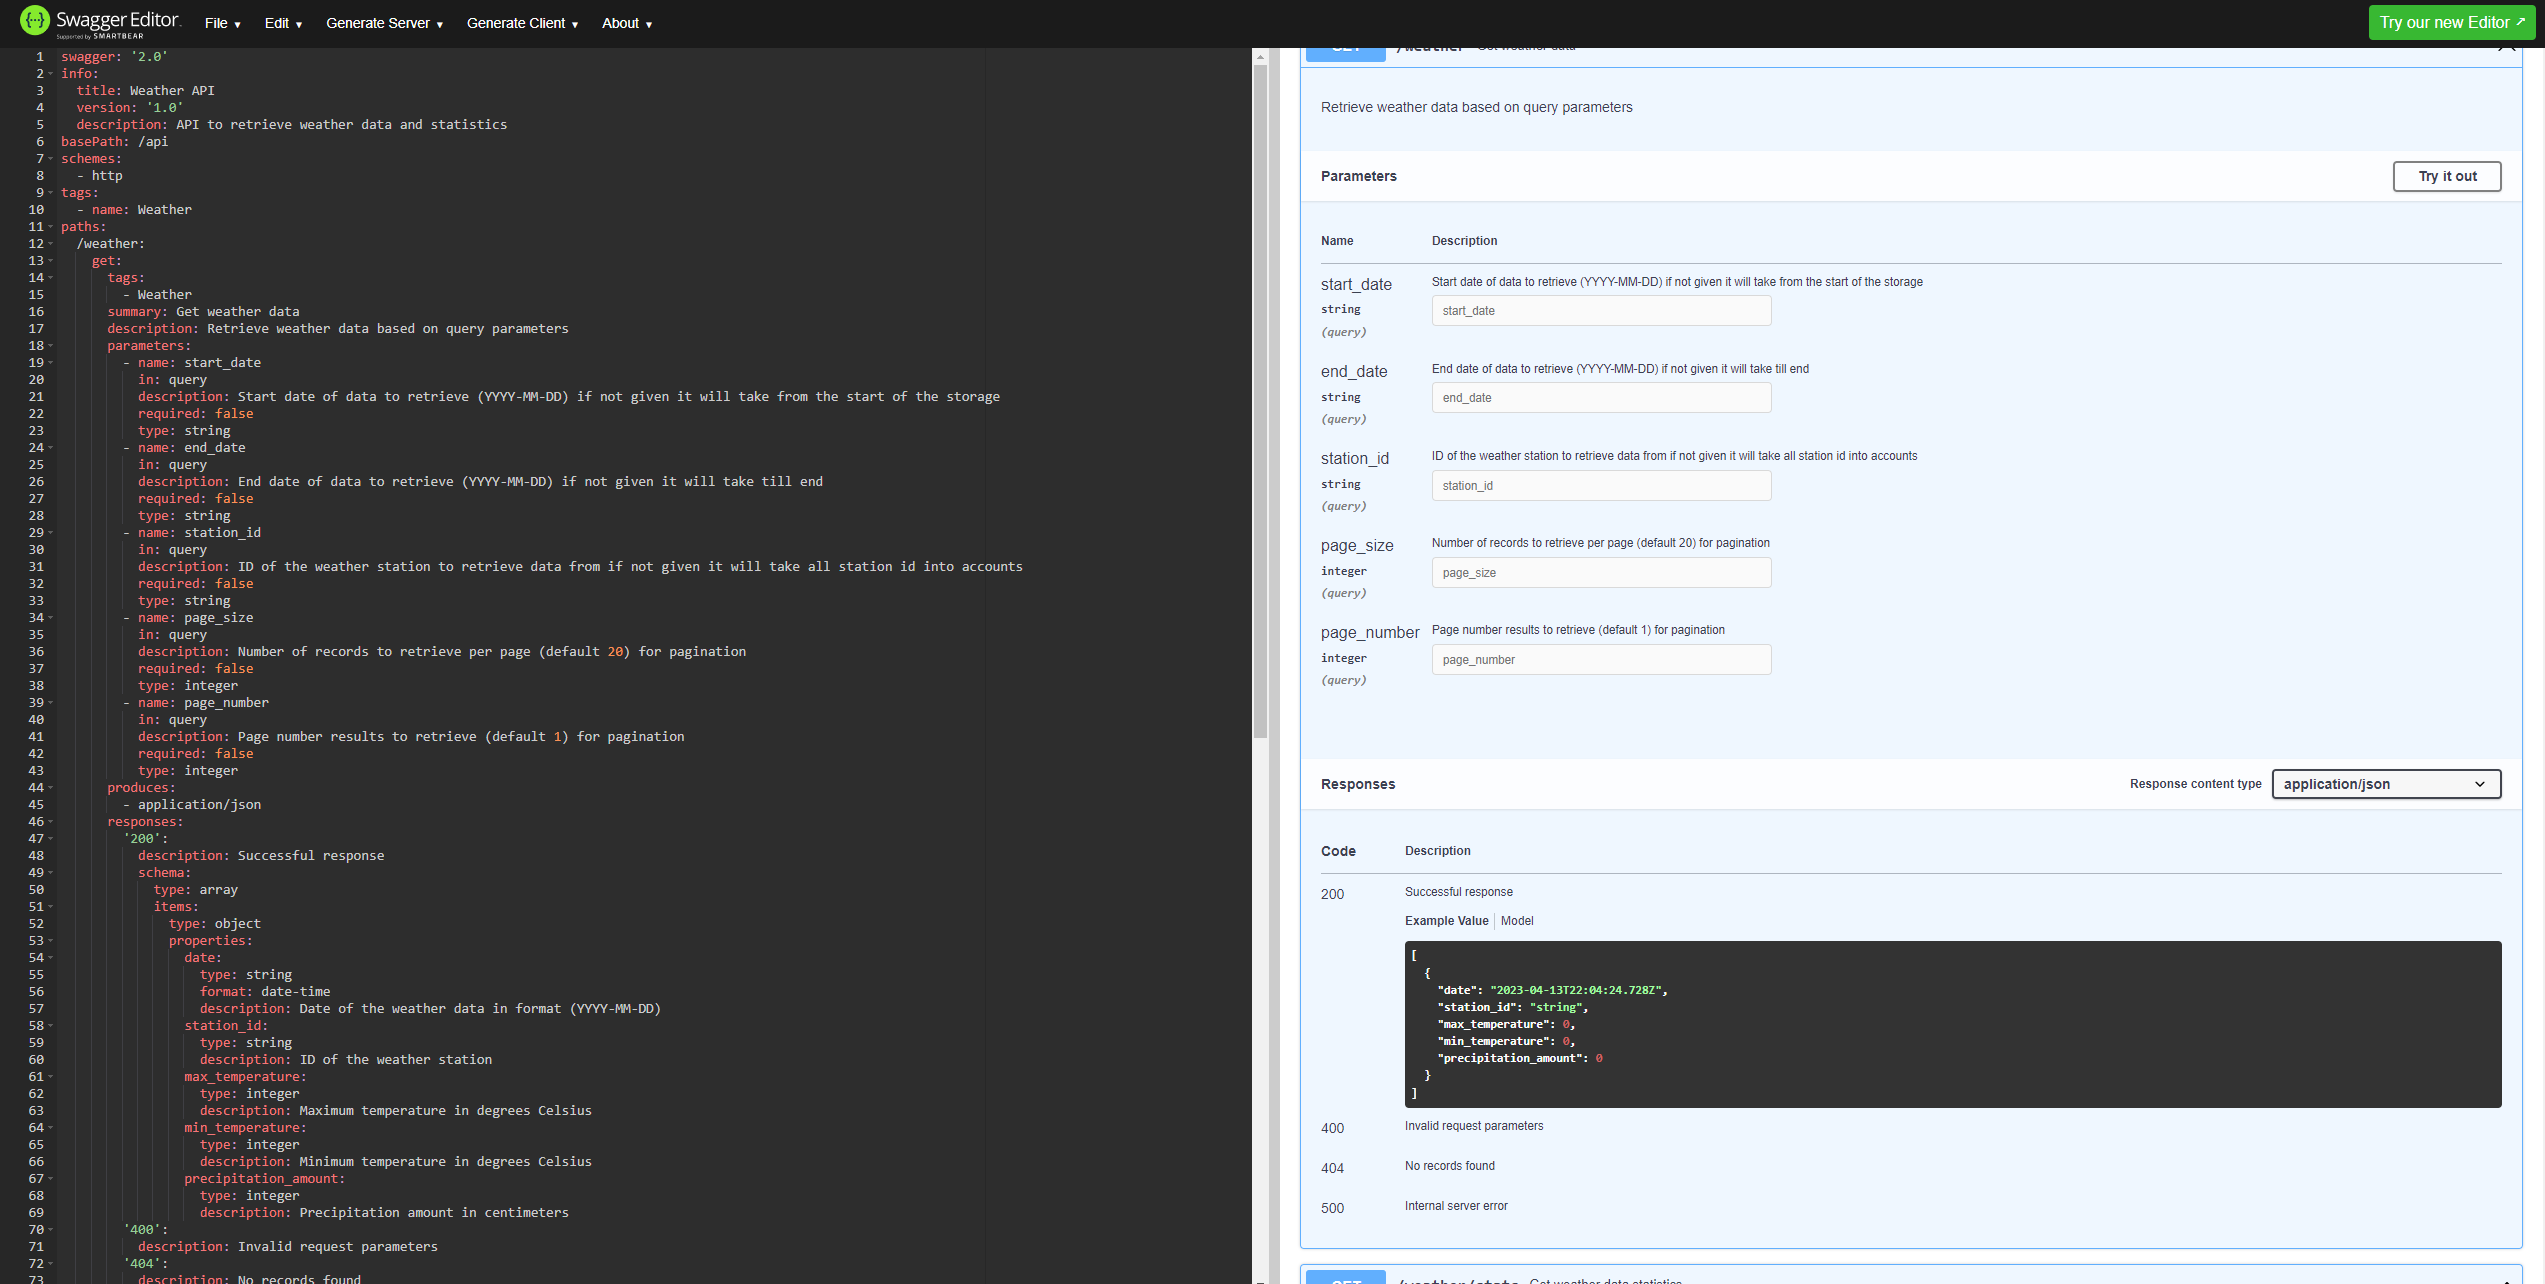 Swagger Editor.
Supported by SMARTBEAR
File Edit Generate Server Generate Client About
Try our new Editor ↗
1 swagger: '2.0'
2 info:
3 title: Weather API
4 version: '1.0'
5 description: API to retrieve weather data and statistics
6 basePath: /api
7 schemes:
8 - http
9 tags:
10 - name: Weather
11 paths:
12 /weather:
13 get:
14 tags:
15 - Weather
16 summary: Get weather data
17 description: Retrieve weather data based on query parameters
18 parameters:
19 - name: start_date
20 in: query
21 description: Start date of data to retrieve (YYYY-MM-DD) if not given it will take from the start of the storage
22 required: false
23 type: string
24 - name: end_date
25 in: query
26 description: End date of data to retrieve (YYYY-MM-DD) if not given it will take till end
27 required: false
28 type: string
29 - name: station_id
30 in: query
31 description: ID of the weather station to retrieve data from if not given it will take all station id into accounts
32 required: false
33 type: string
34 - name: page_size
35 in: query
36 description: Number of records to retrieve per page (default 20) for pagination
37 required: false
38 type: integer
39 - name: page_number
40 in: query
41 description: Page number results to retrieve (default 1) for pagination
42 required: false
43 type: integer
44 produces:
45 - application/json
46 responses:
47 '200':
48 description: Successful response
49 schema:
50 type: array
51 items:
52 type: object
53 properties:
54 date:
55 type: string
56 format: date-time
57 description: Date of the weather data in format (YYYY-MM-DD)
58 station_id:
59 type: string
60 description: ID of the weather station
61 max_temperature:
62 type: integer
63 description: Maximum temperature in degrees Celsius
64 min_temperature:
65 type: integer
66 description: Minimum temperature in degrees Celsius
67 precipitation_amount:
68 type: integer
69 description: Precipitation amount in centimeters
70 '400':
71 description: Invalid request parameters
72 '404':
73 description: No records found
GET /weather Get weather data
Retrieve weather data based on query parameters
Parameters
Try it out
Name Description
start_date Start date of data to retrieve (YYYY-MM-DD) if not given it will take from the start of the storage
string start_date
(query)
end_date End date of data to retrieve (YYYY-MM-DD) if not given it will take till end
string end_date
(query)
station_id ID of the weather station to retrieve data from if not given it will take all station id into accounts
string station_id
(query)
page_size Number of records to retrieve per page (default 20) for pagination
integer page_size
(query)
page_number Page number results to retrieve (default 1) for pagination
integer page_number
(query)
Responses
Response content type application/json
Code Description
200 Successful response
Example Value Model
[
{
"date": "2023-04-13T22:04:24.728Z",
"station_id": "string",
"max_temperature": 0,
"min_temperature": 0,
"precipitation_amount": 0
}
]
400 Invalid request parameters
404 No records found
500 Internal server error
GET /weather/stats Get weather data statistics